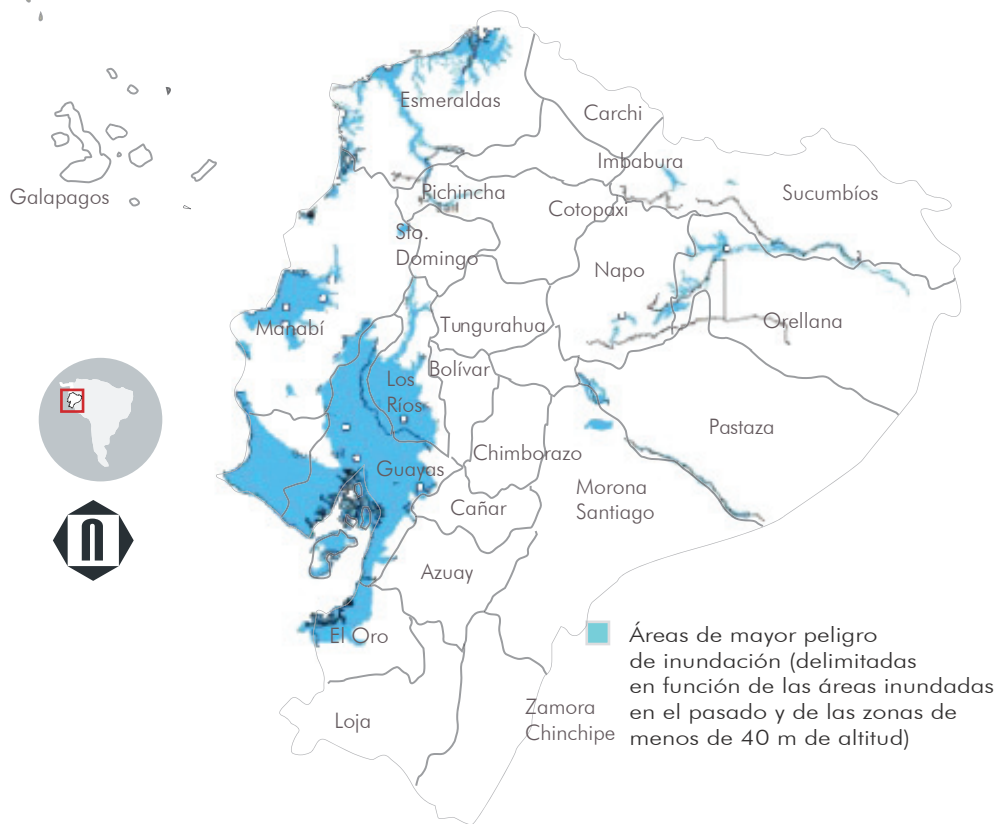 Esmeraldas
Carchi
Imbabura
Galapagos
Pichincha
Sucumbíos
Cotopaxi
Sto.
Domingo
Napo
Manabí
Tungurahua
Orellana
Bolívar
Los
Ríos
Pastaza
Chimborazo
Guayas
Morona
Santiago
Cañar
Azuay
El Oro
Loja
Zamora
Chinchipe
Áreas de mayor peligro
de inundación (delimitadas
en función de las áreas inundadas
en el pasado y de las zonas de
menos de 40 m de altitud)